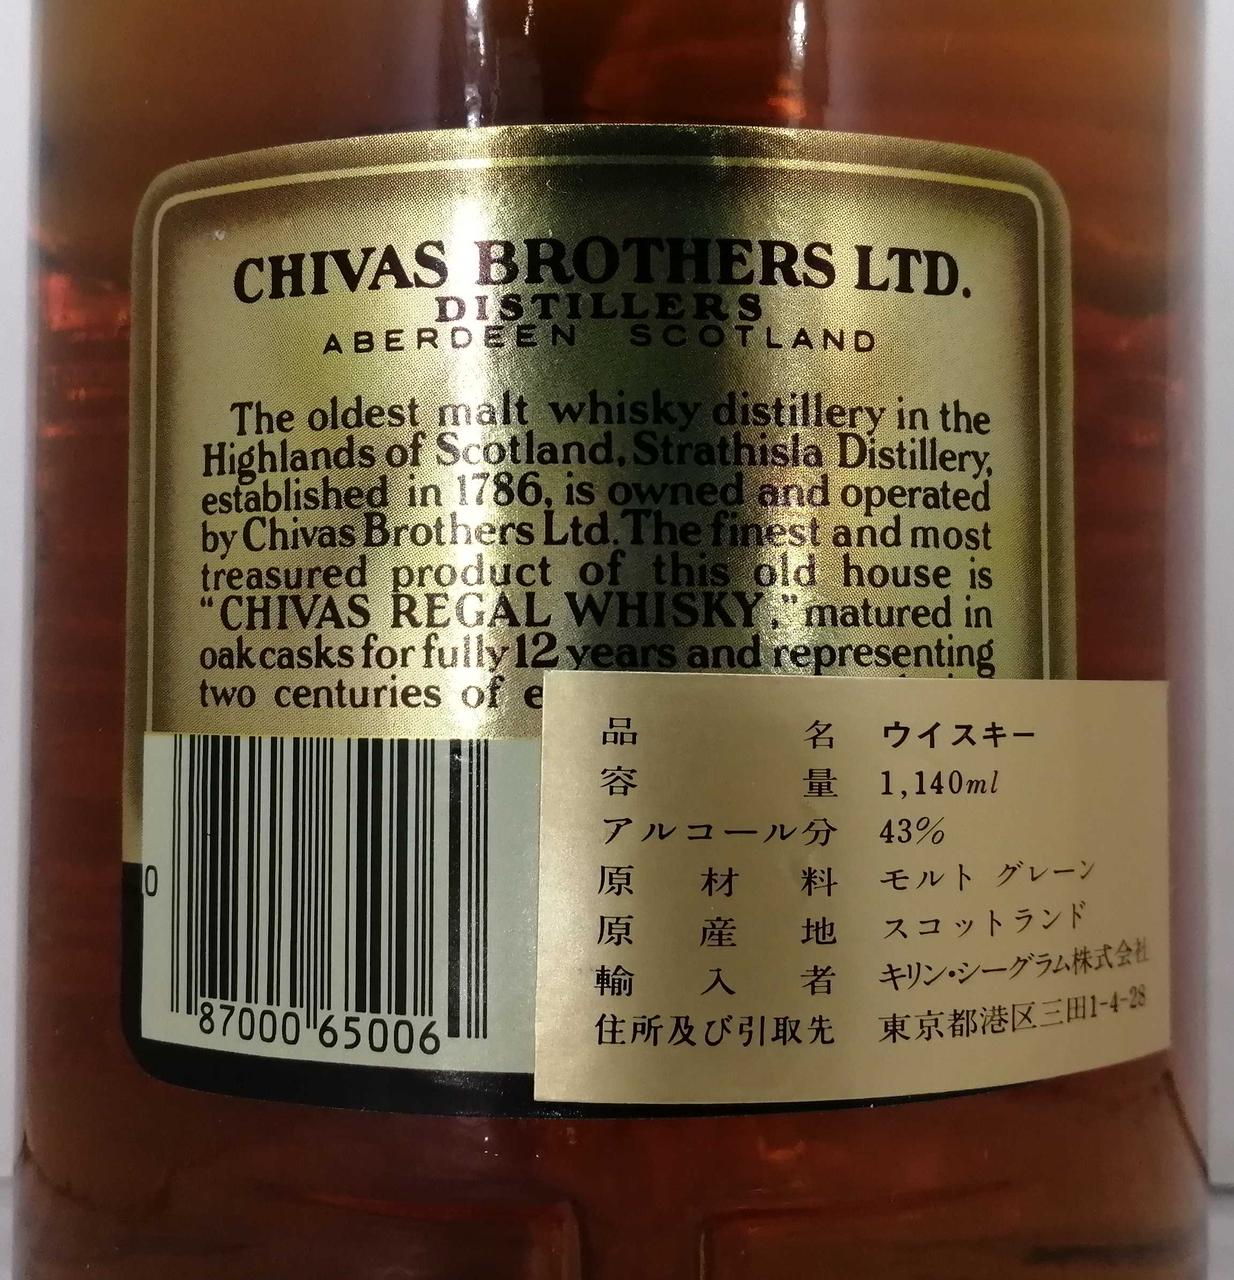 CHIVAS BROTHERS LTD.
DISTILLERS
ABERDEEN SCOTLAND
The oldest malt whisky distillery in the
Highlands of Scotland, Strathisla Distillery,
established in 1786, is owned and operated
by Chivas Brothers Ltd. The finest and most
treasured product of this old house is
“CHIVAS REGAL WHISKY,” matured in
oak casks for fully 12 years and representing
two centuries of
0
87000 65006
品名 ウイスキー
容量 1,140ml
アルコール分 43%
原材料 モルト グレーン
原産地 スコットランド
輸入者 キリン・シーグラム株式会社
住所及び引取先 東京都港区三田1-4-28